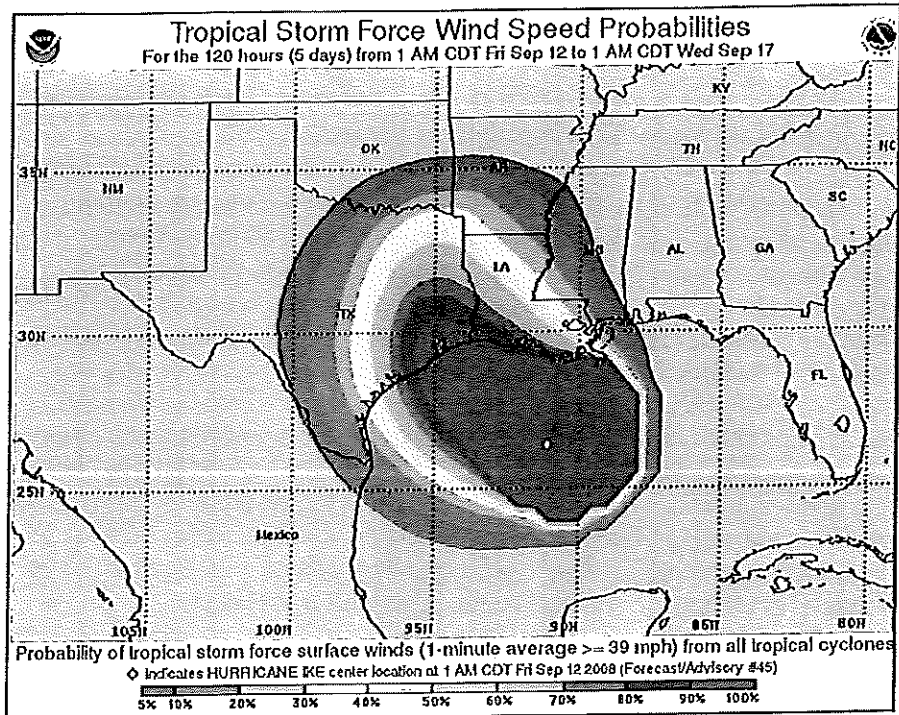 Tropical Storm Force Wind Speed Probabilities
For the 120 hours (5 days) from 1 AM CDT Fri Sep 12 to 1 AM CDT Wed Sep 17
KY
OK
TN
NC
35N
AR
NM
SC
MS
AL
GA
LA
TX
30N
FL
25N
Mexico
105W
100W
95W
90W
85W
80W
Probability of tropical storm force surface winds (1-minute average >= 39 mph) from all tropical cyclones
◇ Indicates HURRICANE IKE center location at 1 AM CDT Fri Sep 12 2008 (Forecast/Advisory #45)
5% 10% 20% 30% 40% 50% 60% 70% 80% 90% 100%